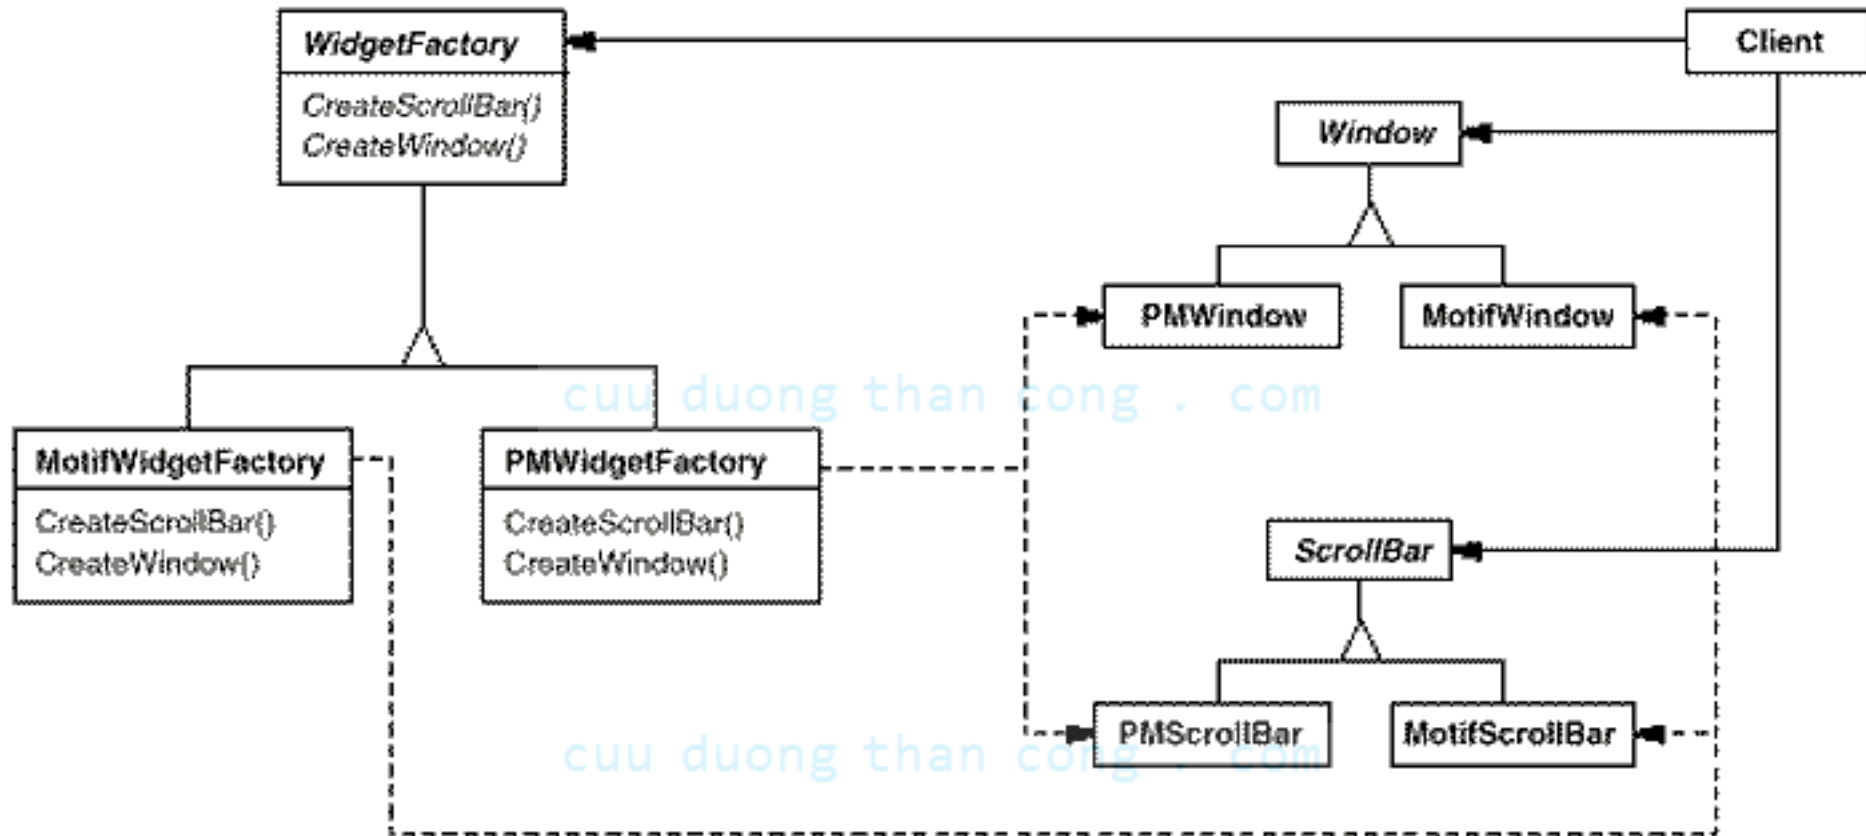 WidgetFactory
CreateScrollBar()
CreateWindow()
Client
Window
PMWindow
MotifWindow
cuu duong than cong . com
MotifWidgetFactory
CreateScrollBar()
CreateWindow()
PMWidgetFactory
CreateScrollBar()
CreateWindow()
ScrollBar
PMScrollBar
MotifScrollBar
cuu duong than cong . com